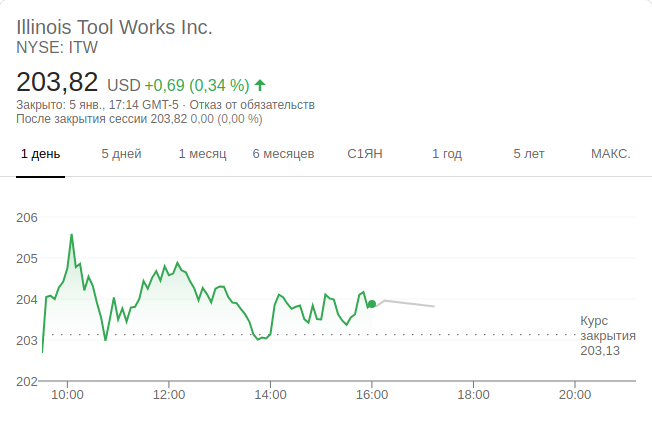 Illinois Tool Works Inc.
NYSE: ITW
203,82 USD +0,69 (0,34 %)
Закрыто: 5 янв., 17:14 GMT-5 · Отказ от обязательств
После закрытия сессии 203,82 0,00 (0,00 %)
1 день 5 дней 1 месяц 6 месяцев С1ЯН 1 год 5 лет МАКС.
206
205
204
203
202
Курс
закрытия
203,13
10:00 12:00 14:00 16:00 18:00 20:00